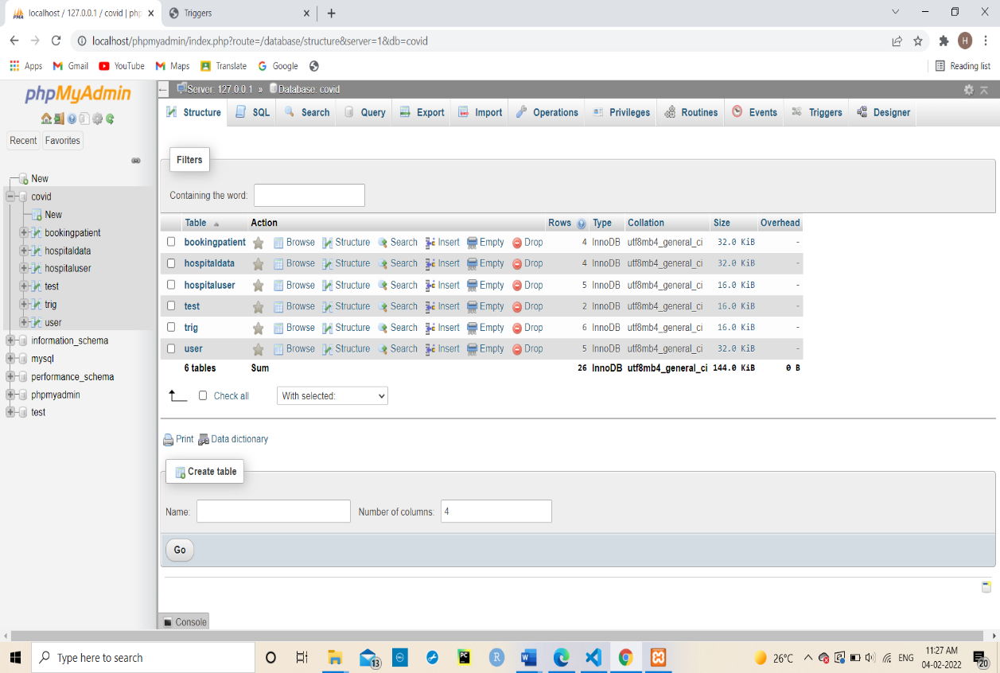 localhost / 127.0.0.1 / covid | php
Triggers
localhost/phpmyadmin/index.php?route=/database/structure&server=1&db=covid
H
Apps Gmail YouTube Maps Translate Google Reading list
phpMyAdmin
Recent Favorites
New
covid
New
bookingpatient
hospitaldata
hospitaluser
test
trig
user
information_schema
mysql
performance_schema
phpmyadmin
test
Server: 127.0.0.1 » Database: covid
Structure SQL Search Query Export Import Operations Privileges Routines Events Triggers Designer
Filters
Containing the word:
Table Action Rows Type Collation Size Overhead
bookingpatient Browse Structure Search Insert Empty Drop 4 InnoDB utf8mb4_general_ci 32.0 KiB -
hospitaldata Browse Structure Search Insert Empty Drop 4 InnoDB utf8mb4_general_ci 32.0 KiB -
hospitaluser Browse Structure Search Insert Empty Drop 5 InnoDB utf8mb4_general_ci 16.0 KiB -
test Browse Structure Search Insert Empty Drop 2 InnoDB utf8mb4_general_ci 16.0 KiB -
trig Browse Structure Search Insert Empty Drop 6 InnoDB utf8mb4_general_ci 16.0 KiB -
user Browse Structure Search Insert Empty Drop 5 InnoDB utf8mb4_general_ci 32.0 KiB -
6 tables Sum 26 InnoDB utf8mb4_general_ci 144.0 KiB 0 B
Check all With selected:
Print Data dictionary
Create table
Name: Number of columns: 4
Go
Console
Type here to search
13
PC
R
W
26°C
ENG
11:27 AM
04-02-2022
20